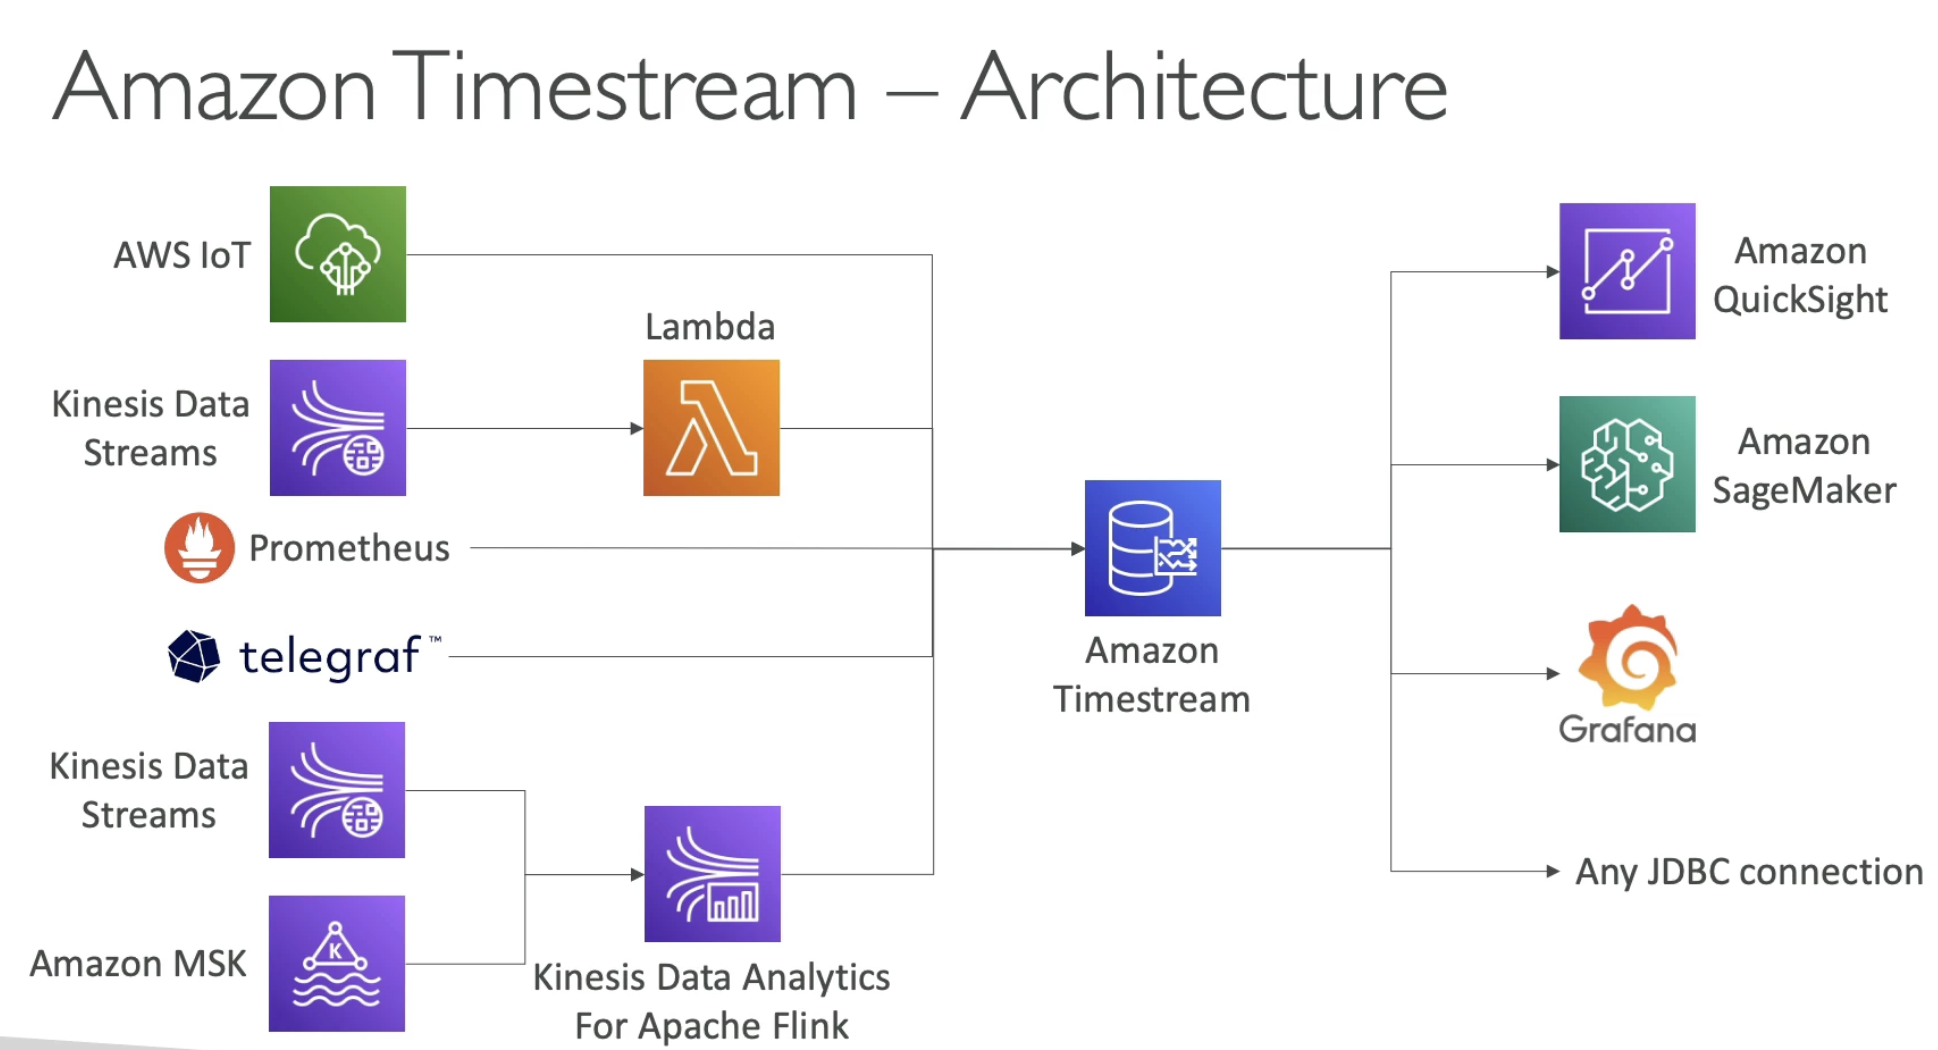 Amazon Timestream – Architecture
AWS IoT
Lambda
Kinesis Data
Streams
Prometheus
telegraf™
Kinesis Data
Streams
Amazon MSK
K
Kinesis Data Analytics
For Apache Flink
Amazon
Timestream
Amazon
QuickSight
Amazon
SageMaker
Grafana
Any JDBC connection